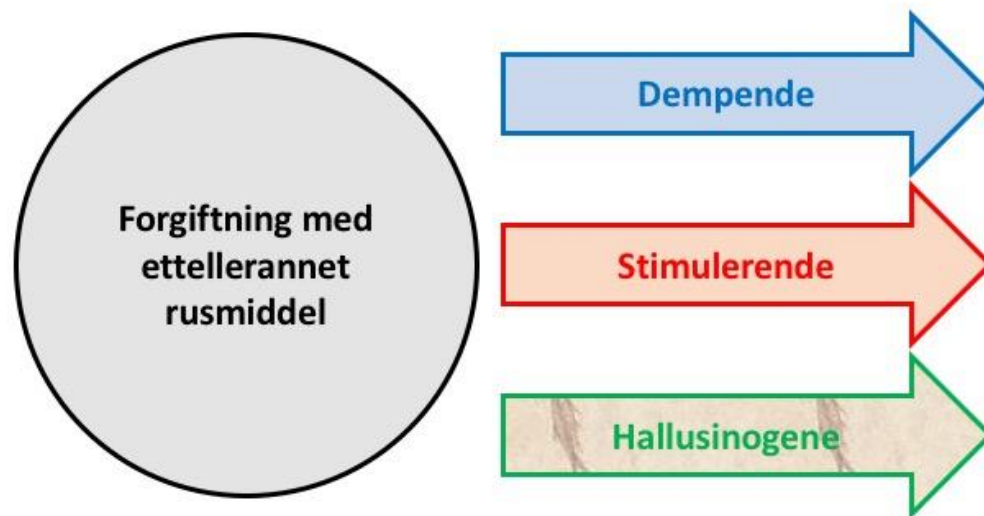 Forgiftning med
ettellerannet
rusmiddel
Dempende
Stimulerende
Hallusinogene